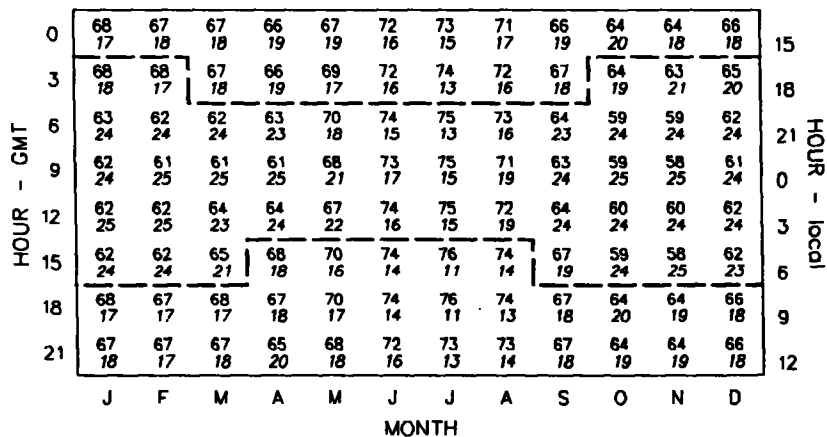 68 67 67 66 67 72 73 71 66 64 64 66
0
17 18 18 19 19 16 15 17 19 20 18 18
15
68 68 67 66 69 72 74 72 67 64 63 65
3
18 17 18 19 17 16 13 16 18 19 21 20
18
63 62 62 63 70 74 75 73 64 59 59 62
6
24 24 24 23 18 15 13 16 23 24 24 24
21
62 61 61 61 68 73 75 71 63 59 58 61
9
24 25 25 25 21 17 15 19 24 25 25 24
0
62 62 64 64 67 74 75 72 64 60 60 62
12
25 25 23 24 22 16 15 19 24 24 24 24
3
62 62 65 68 70 74 76 74 67 59 58 62
15
24 24 21 18 16 14 11 14 19 24 25 23
6
68 67 68 67 70 74 76 74 67 64 64 66
18
17 17 17 18 17 14 11 13 18 20 19 18
9
67 67 67 65 68 72 73 73 67 64 64 66
21
18 17 18 20 18 16 13 14 18 19 19 18
12
HOUR - GMT
HOUR - local
J F M A M J J A S O N D
MONTH